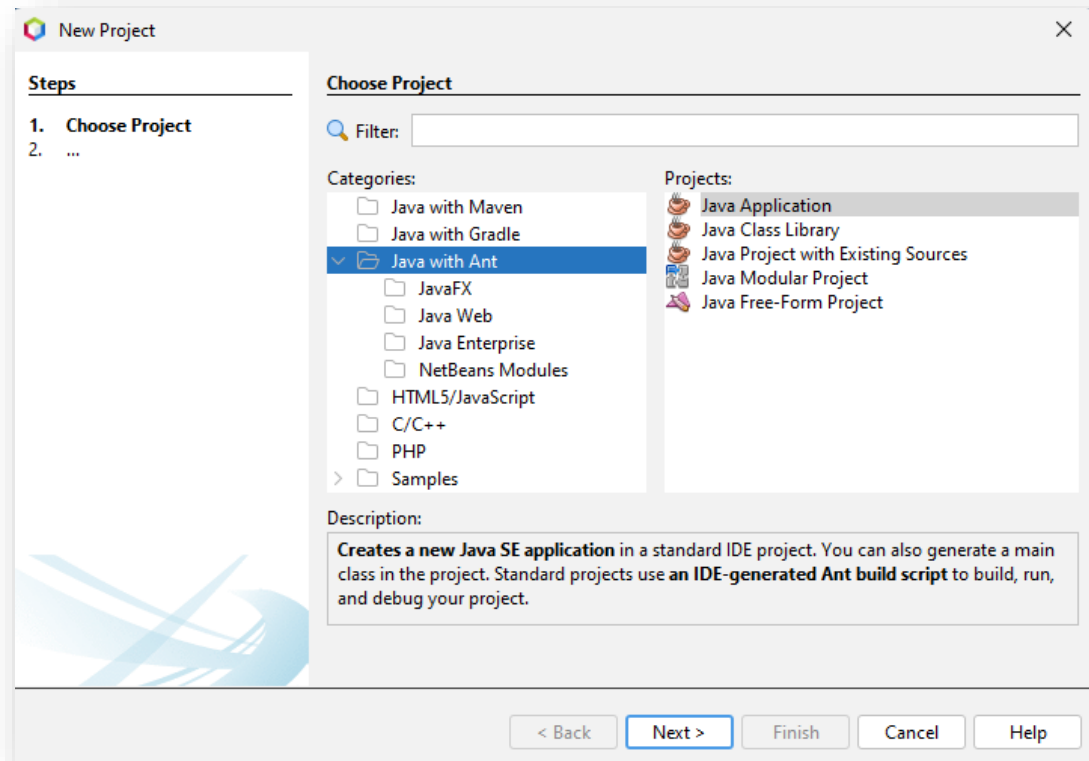 New Project
Steps
1. Choose Project
2. ...
Choose Project
Filter:
Categories:
Java with Maven
Java with Gradle
Java with Ant
JavaFX
Java Web
Java Enterprise
NetBeans Modules
HTML5/JavaScript
C/C++
PHP
Samples
Projects:
Java Application
Java Class Library
Java Project with Existing Sources
Java Modular Project
Java Free-Form Project
Description:
Creates a new Java SE application in a standard IDE project. You can also generate a main
class in the project. Standard projects use an IDE-generated Ant build script to build, run,
and debug your project.
< Back Next > Finish Cancel Help